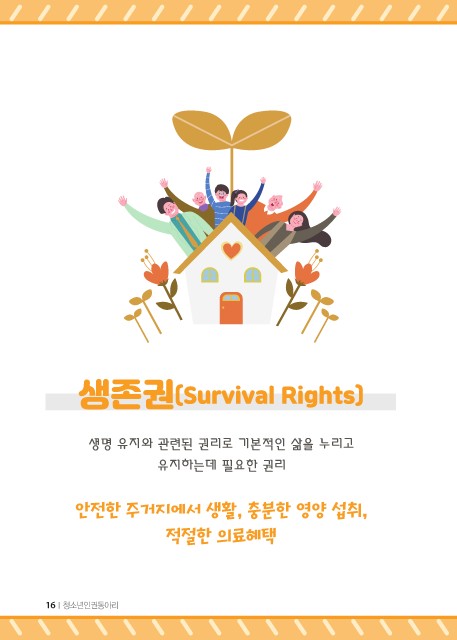 생존권(Survival Rights)
생명 유지와 관련된 권리로 기본적인 삶을 누리고
유지하는데 필요한 권리
안전한 주거지에서 생활, 충분한 영양 섭취,
적절한 의료혜택
16 | 청소년인권동아리